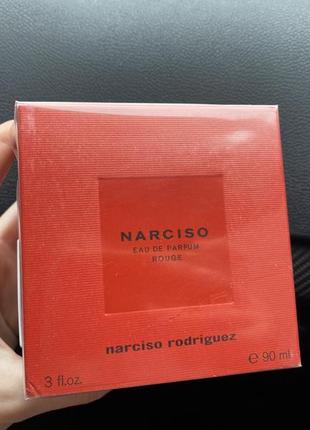 NARCISO
EAU DE PARFUM
ROUGE
narciso rodriguez
3 fl.oz. ℮ 90 ml